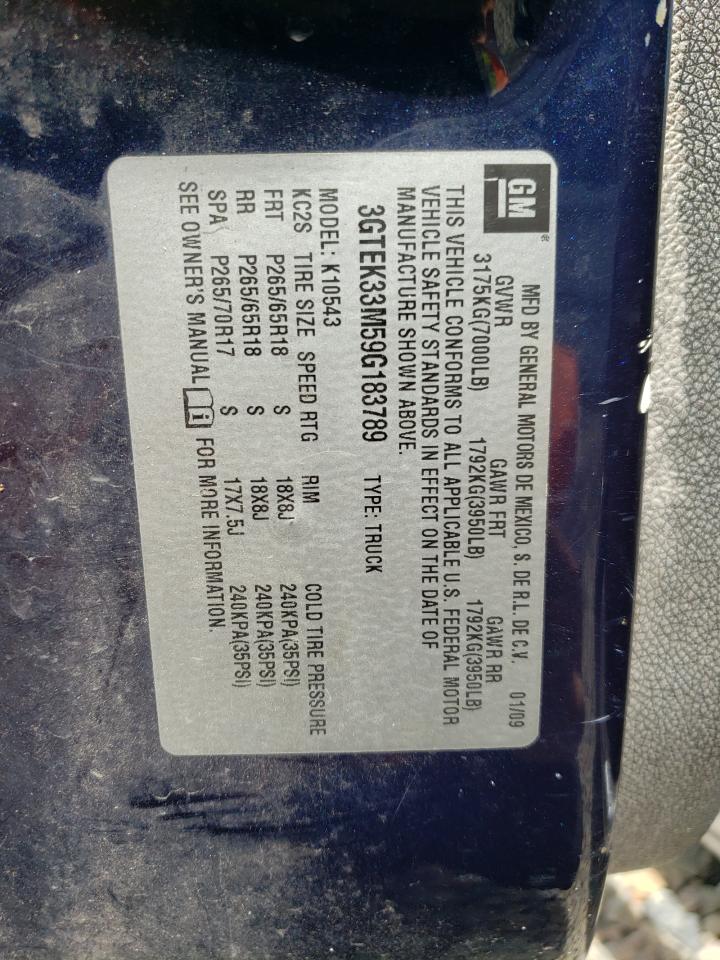 GM ®
MFD BY GENERAL MOTORS DE MEXICO, S. DE R.L. DE C.V. 01/09
GVWR GAWR FRT GAWR RR
3175KG(7000LB) 1792KG(3950LB) 1792KG(3950LB)
THIS VEHICLE CONFORMS TO ALL APPLICABLE U.S. FEDERAL MOTOR
VEHICLE SAFETY STANDARDS IN EFFECT ON THE DATE OF
MANUFACTURE SHOWN ABOVE.
3GTEK33M59G183789 TYPE: TRUCK
MODEL: K10543
KC2S TIRE SIZE SPEED RTG RIM COLD TIRE PRESSURE
FRT P265/65R18 S 18X8J 240KPA(35PSI)
RR P265/65R18 S 18X8J 240KPA(35PSI)
SPA P265/70R17 S 17X7.5J 240KPA(35PSI)
SEE OWNER'S MANUAL i FOR MORE INFORMATION.